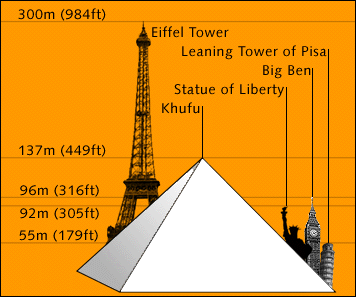 300m (984ft)
Eiffel Tower
Leaning Tower of Pisa
Big Ben
Statue of Liberty
Khufu
137m (449ft)
96m (316ft)
92m (305ft)
55m (179ft)